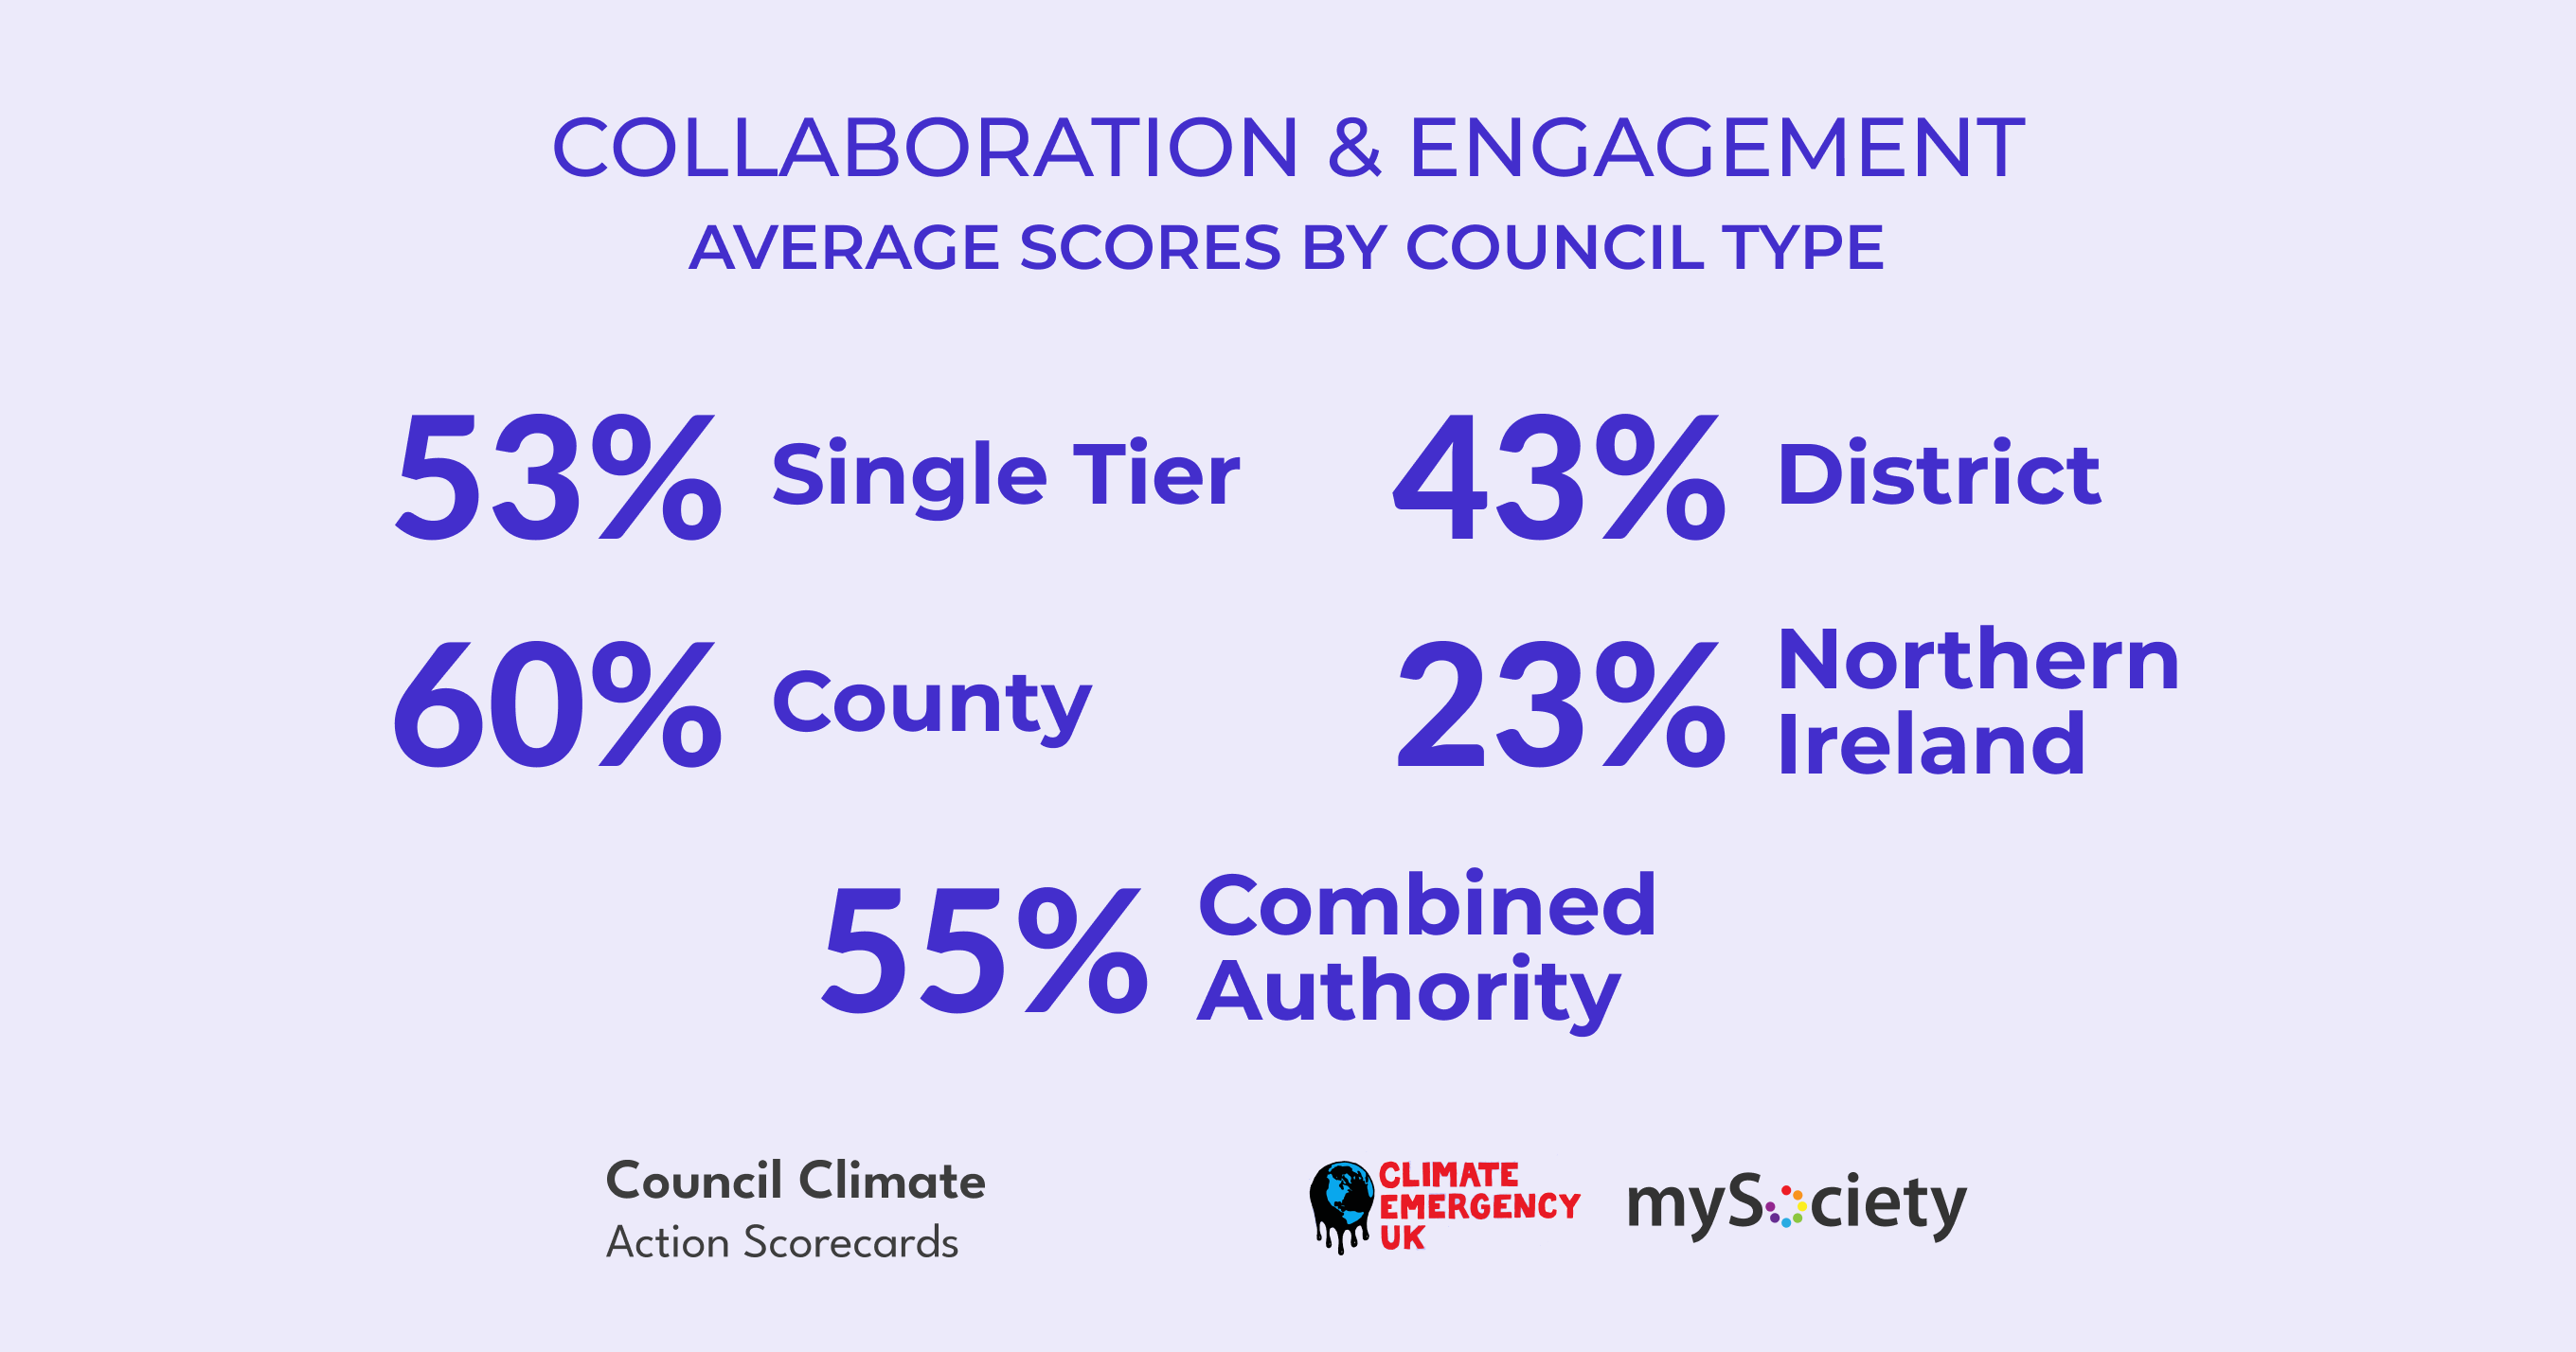 COLLABORATION & ENGAGEMENT
AVERAGE SCORES BY COUNCIL TYPE
53% Single Tier
43% District
60% County
23% Northern
Ireland
55% Combined
Authority
Council Climate
Action Scorecards
CLIMATE
EMERGENCY
UK
mySociety